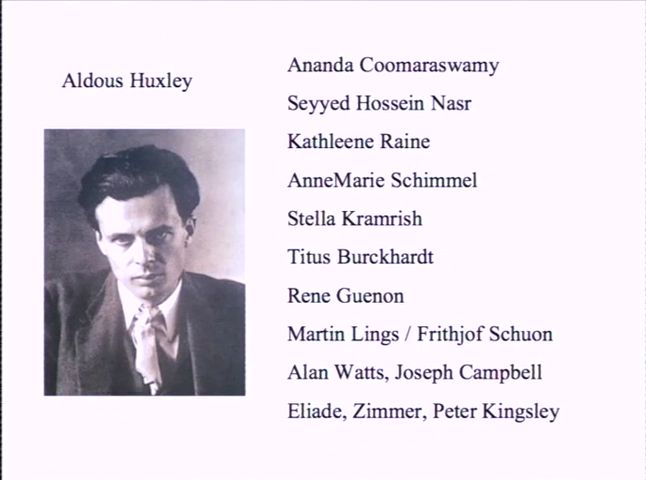 Aldous Huxley
Ananda Coomaraswamy
Seyyed Hossein Nasr
Kathleene Raine
AnneMarie Schimmel
Stella Kramrish
Titus Burckhardt
Rene Guenon
Martin Lings / Frithjof Schuon
Alan Watts, Joseph Campbell
Eliade, Zimmer, Peter Kingsley